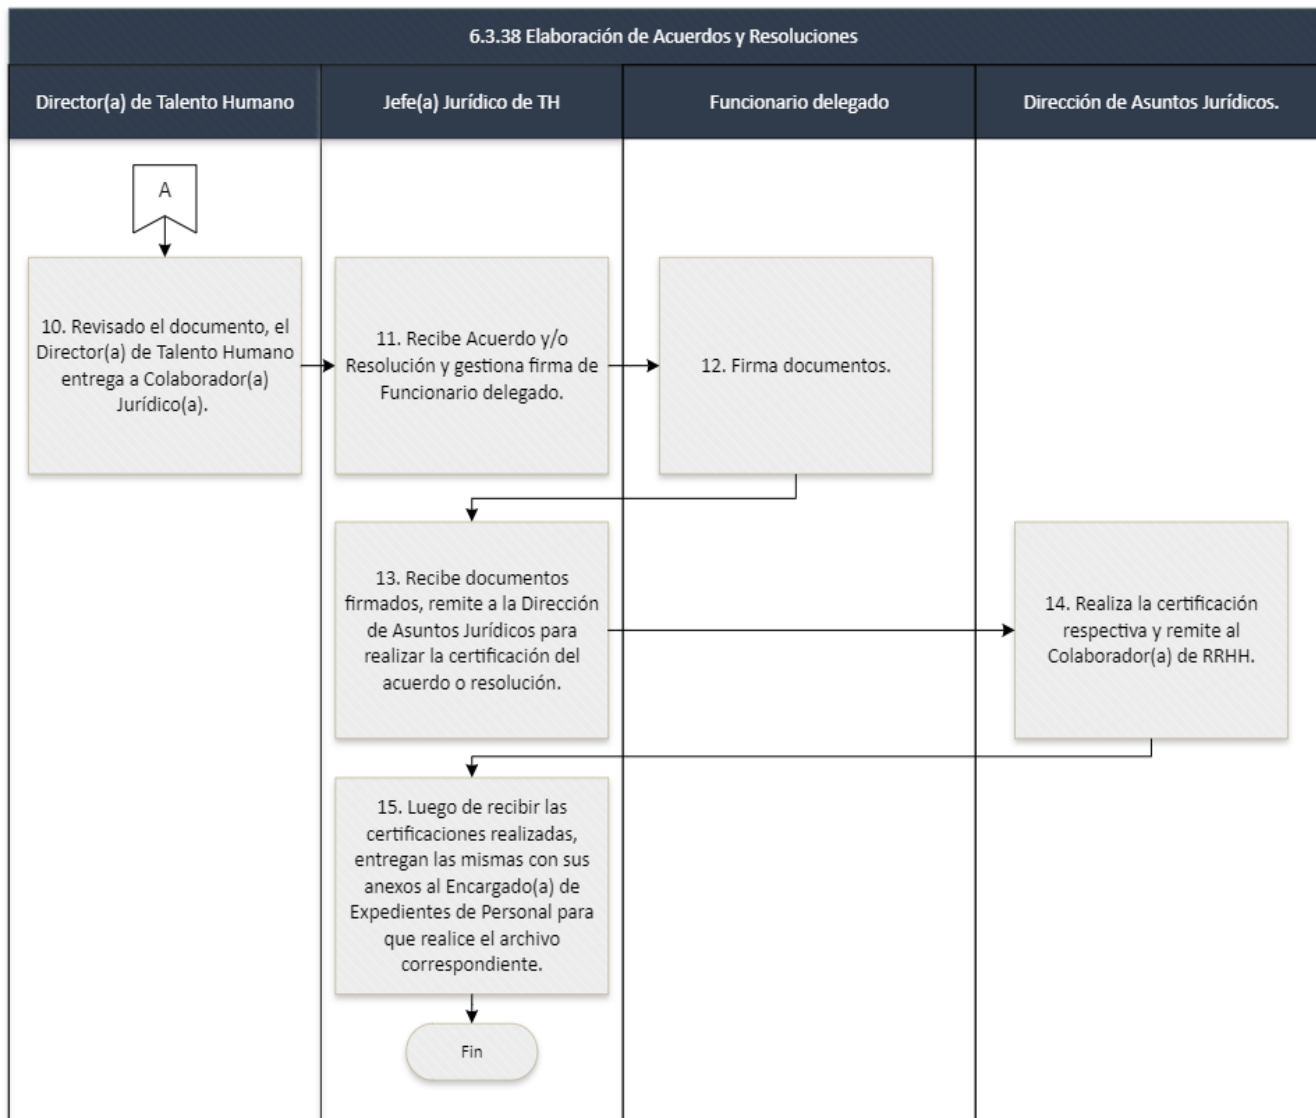 6.3.38 Elaboración de Acuerdos y Resoluciones
Director(a) de Talento Humano
Jefe(a) Jurídico de TH
Funcionario delegado
Dirección de Asuntos Jurídicos.
A
10. Revisado el documento, el
Director(a) de Talento Humano
entrega a Colaborador(a)
Jurídico(a).
11. Recibe Acuerdo y/o
Resolución y gestiona firma de
Funcionario delegado.
12. Firma documentos.
13. Recibe documentos
firmados, remite a la Dirección
de Asuntos Jurídicos para
realizar la certificación del
acuerdo o resolución.
14. Realiza la certificación
respectiva y remite al
Colaborador(a) de RRHH.
15. Luego de recibir las
certificaciones realizadas,
entregan las mismas con sus
anexos al Encargado(a) de
Expedientes de Personal para
que realice el archivo
correspondiente.
Fin